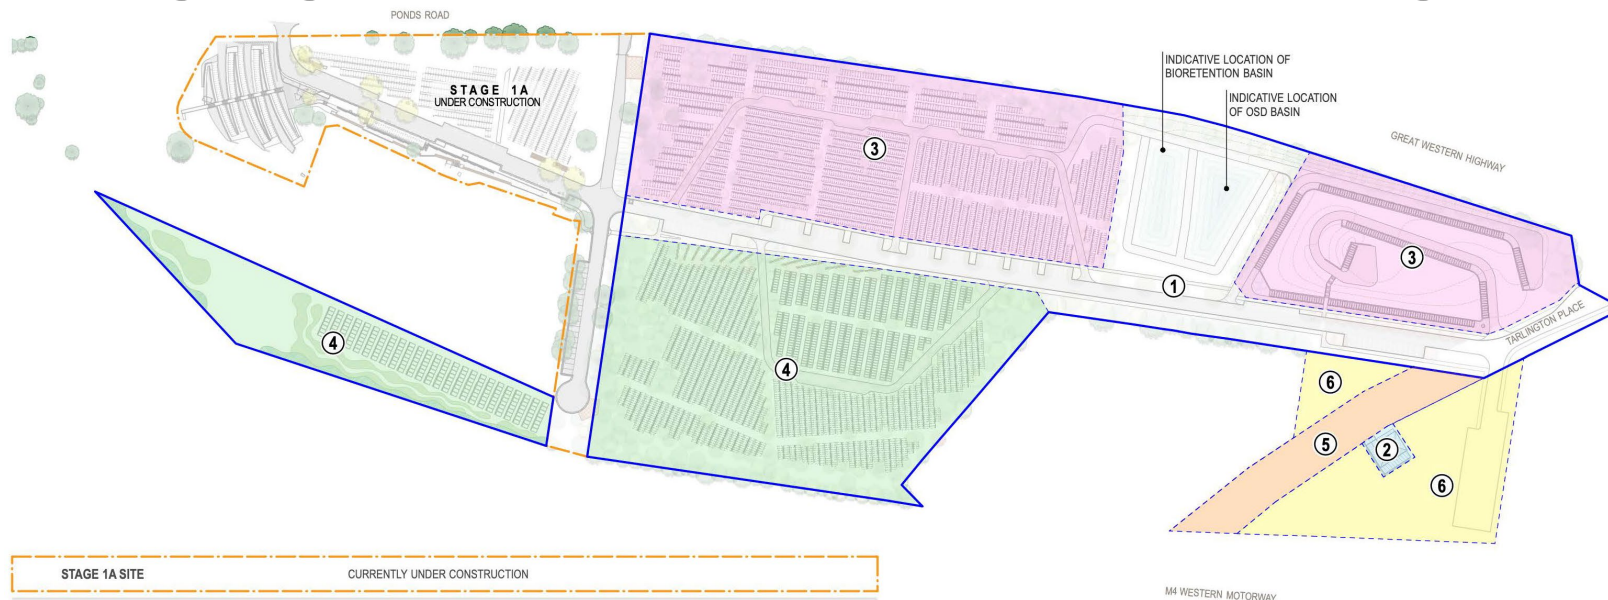 PONDS ROAD
STAGE 1A
UNDER CONSTRUCTION
INDICATIVE LOCATION OF
BIORETENTION BASIN
INDICATIVE LOCATION
OF OSD BASIN
GREAT WESTERN HIGHWAY
3
3
1
TARLINGTON PLACE
4
4
6
5
2
6
STAGE 1A SITE CURRENTLY UNDER CONSTRUCTION
M4 WESTERN MOTORWAY